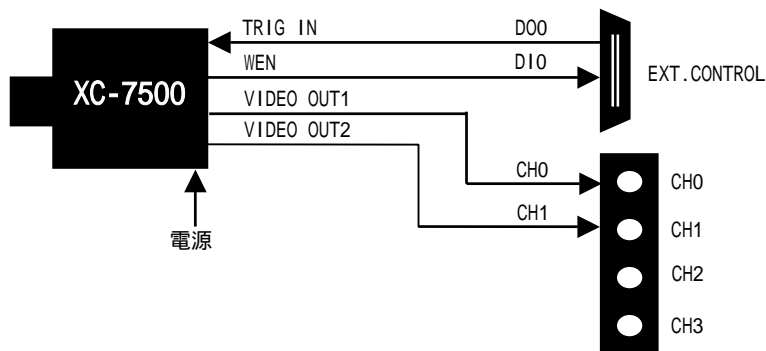 TRIG IN DO0
WEN DI0
XC-7500
EXT.CONTROL
VIDEO OUT1
VIDEO OUT2
CH0 CH0
CH1 CH1
電源
CH2
CH3